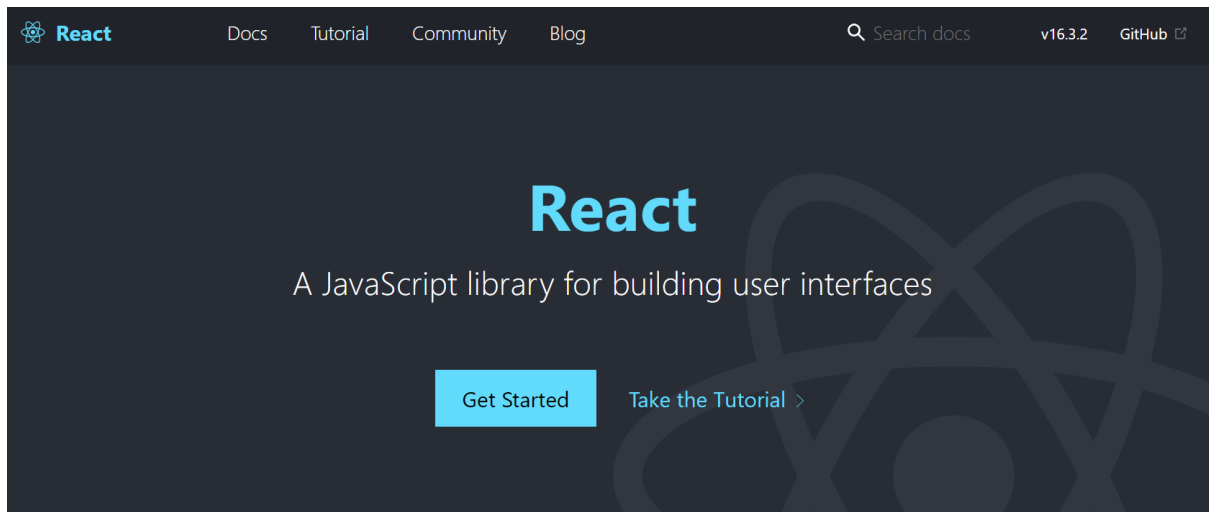 React Docs Tutorial Community Blog Search docs v16.3.2 GitHub
React
A JavaScript library for building user interfaces
Get Started Take the Tutorial >